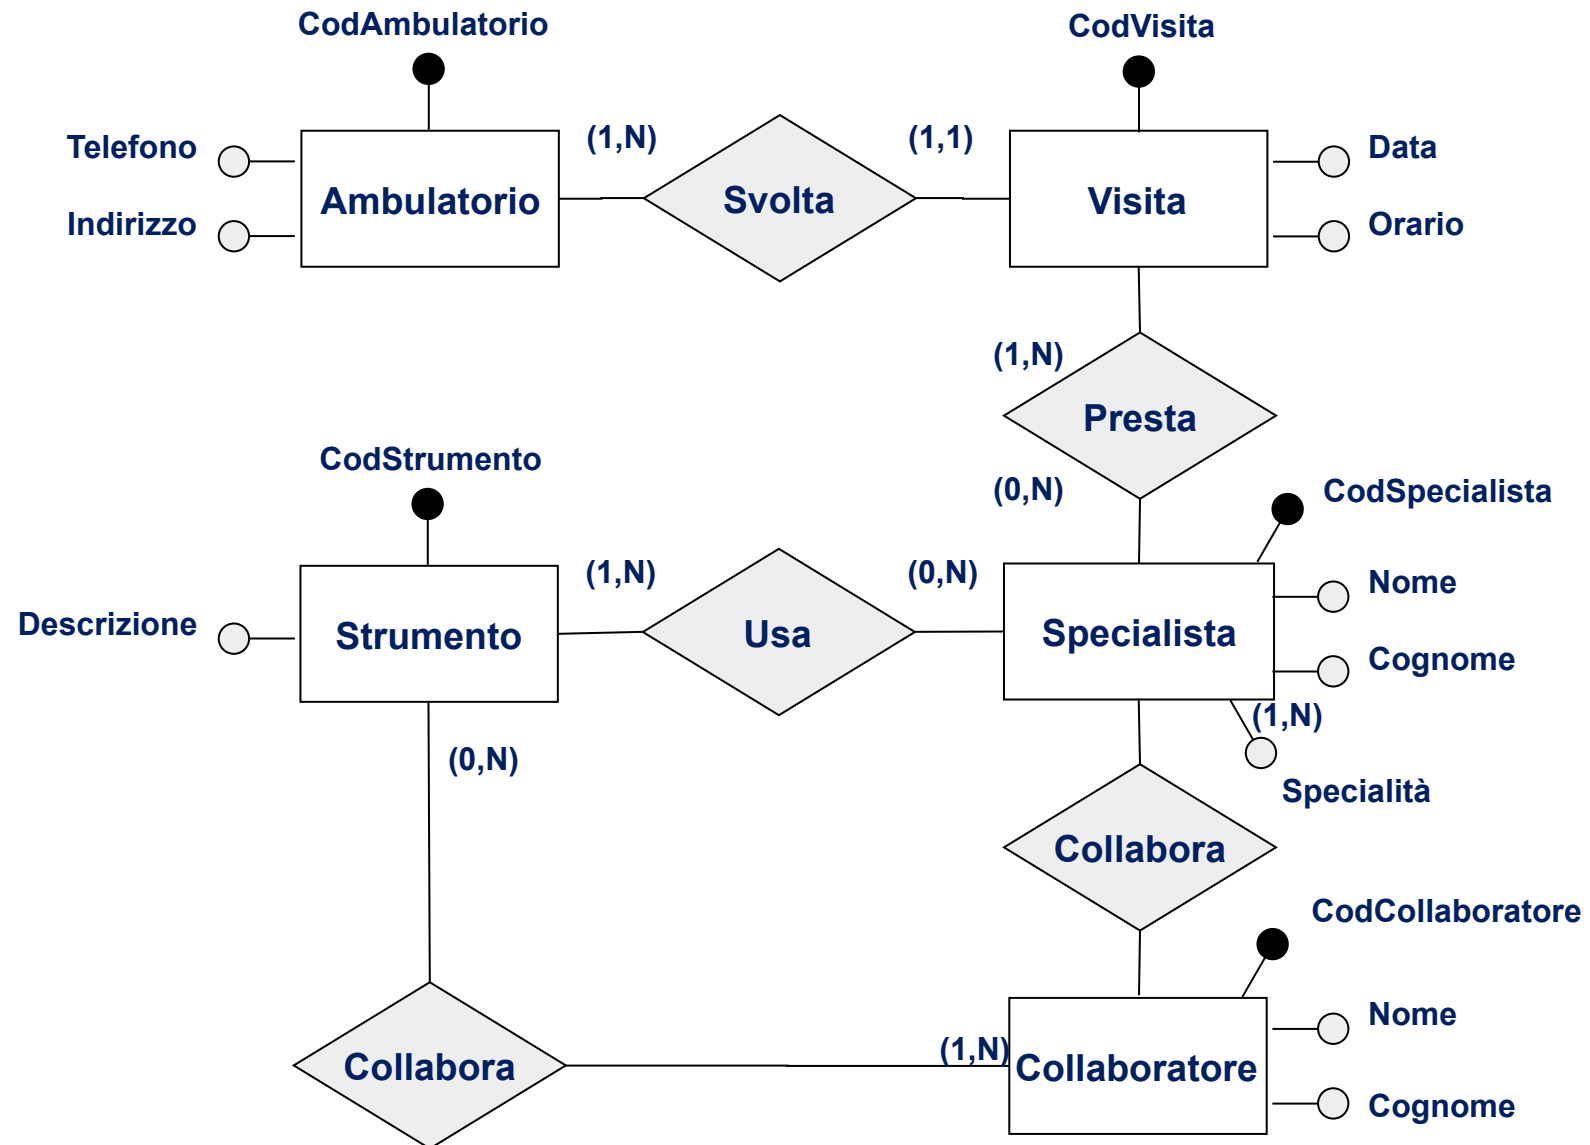 CodAmbulatorio
CodVisita
Telefono
(1,N)
(1,1)
Data
Ambulatorio
Svolta
Visita
Indirizzo
Orario
(1,N)
Presta
CodStrumento
(0,N)
CodSpecialista
(1,N)
(0,N)
Nome
Descrizione
Strumento
Usa
Specialista
Cognome
(1,N)
(0,N)
Specialità
Collabora
CodCollaboratore
Nome
(1,N)
Collabora
Collaboratore
Cognome